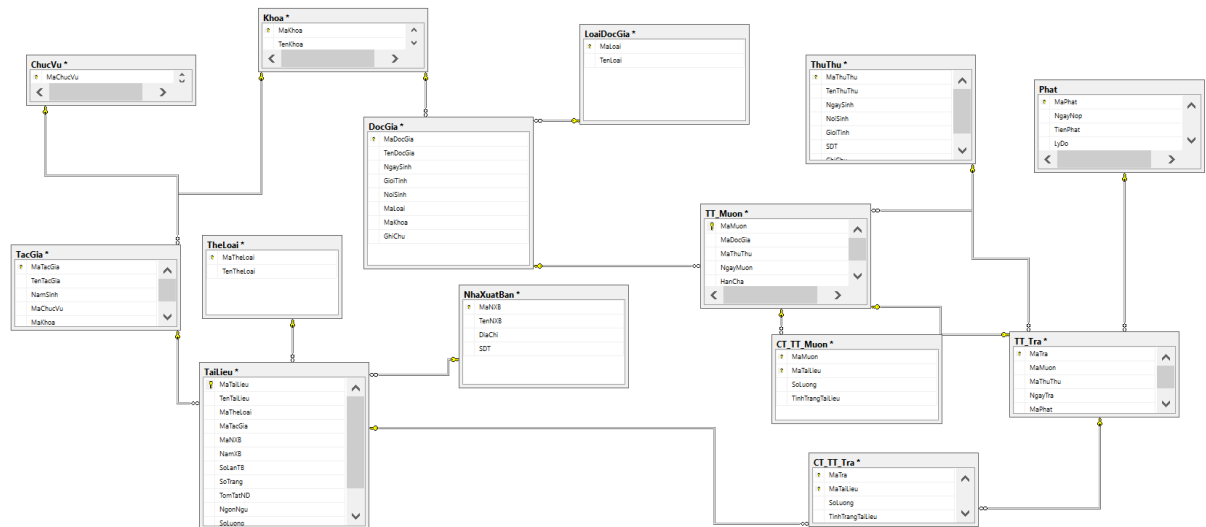 Khoa *
MaKhoa
TenKhoa
LoaiDocGia *
MaLoai
TenLoai
ChucVu *
MaChucVu
ThuThu *
MaThuThu
TenThuThu
NgaySinh
NoiSinh
GioiTinh
SDT
GhiChu
Phat
MaPhat
NgayNop
TienPhat
LyDo
DocGia *
MaDocGia
TenDocGia
NgaySinh
GioiTinh
NoiSinh
MaLoai
MaKhoa
GhiChu
TT_Muon *
MaMuon
MaDocGia
MaThuThu
NgayMuon
HanCha
TacGia *
MaTacGia
TenTacGia
NamSinh
MaChucVu
MaKhoa
TheLoai *
MaTheLoai
TenTheLoai
NhaXuatBan *
MaNXB
TenNXB
DiaChi
SDT
CT_TT_Muon *
MaMuon
MaTaiLieu
SoLuong
TinhTrangTaiLieu
TT_Tra *
MaTra
MaMuon
MaThuThu
NgayTra
MaPhat
TaiLieu *
MaTaiLieu
TenTaiLieu
MaTheLoai
MaTacGia
MaNXB
NamXB
SoLanTB
SoTrang
TomTatND
NgonNgu
SoLuong
CT_TT_Tra *
MaTra
MaTaiLieu
SoLuong
TinhTrangTaiLieu